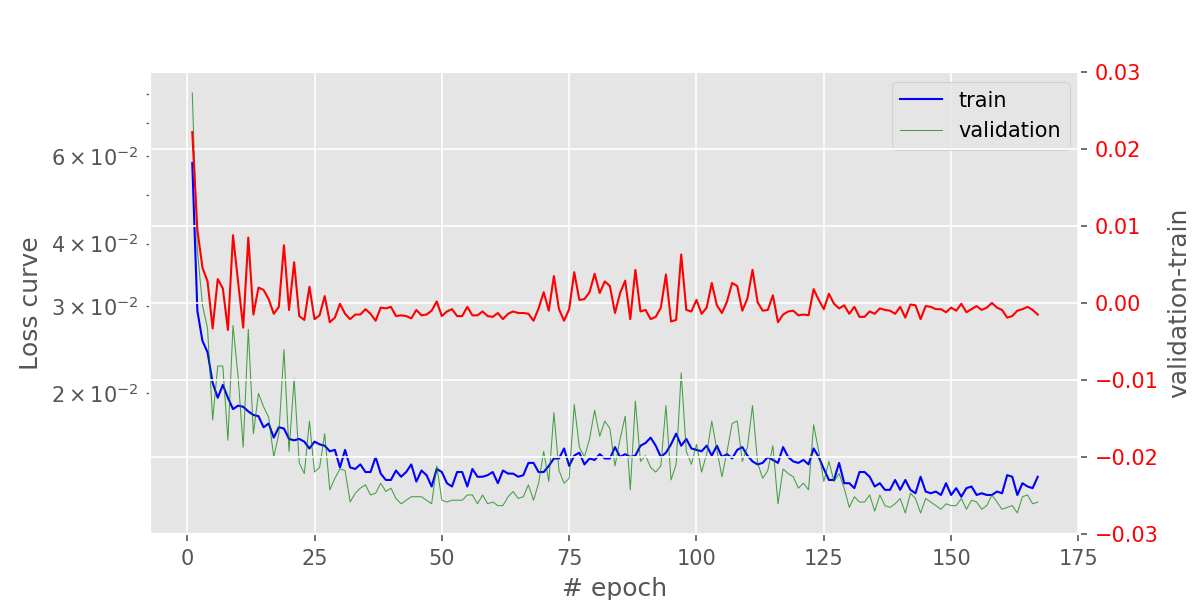 train
validation
Loss curve
6 × 10⁻²
4 × 10⁻²
3 × 10⁻²
2 × 10⁻²
0.03
0.02
0.01
0.00
−0.01
−0.02
−0.03
validation-train
0 25 50 75 100 125 150 175
# epoch